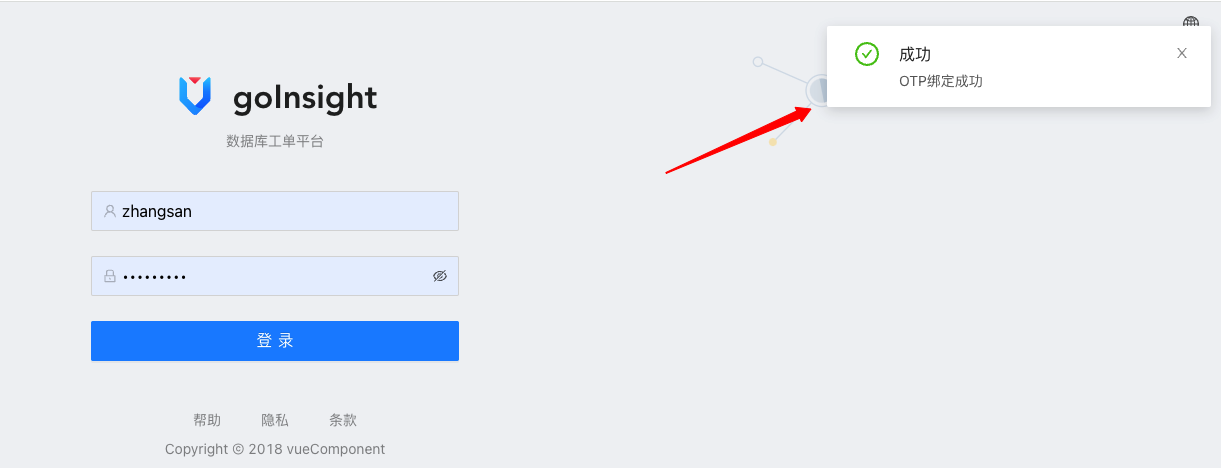 成功
OTP绑定成功
goInsight
数据库工单平台
zhangsan
•••••••••
登 录
帮助 隐私 条款
Copyright © 2018 vueComponent